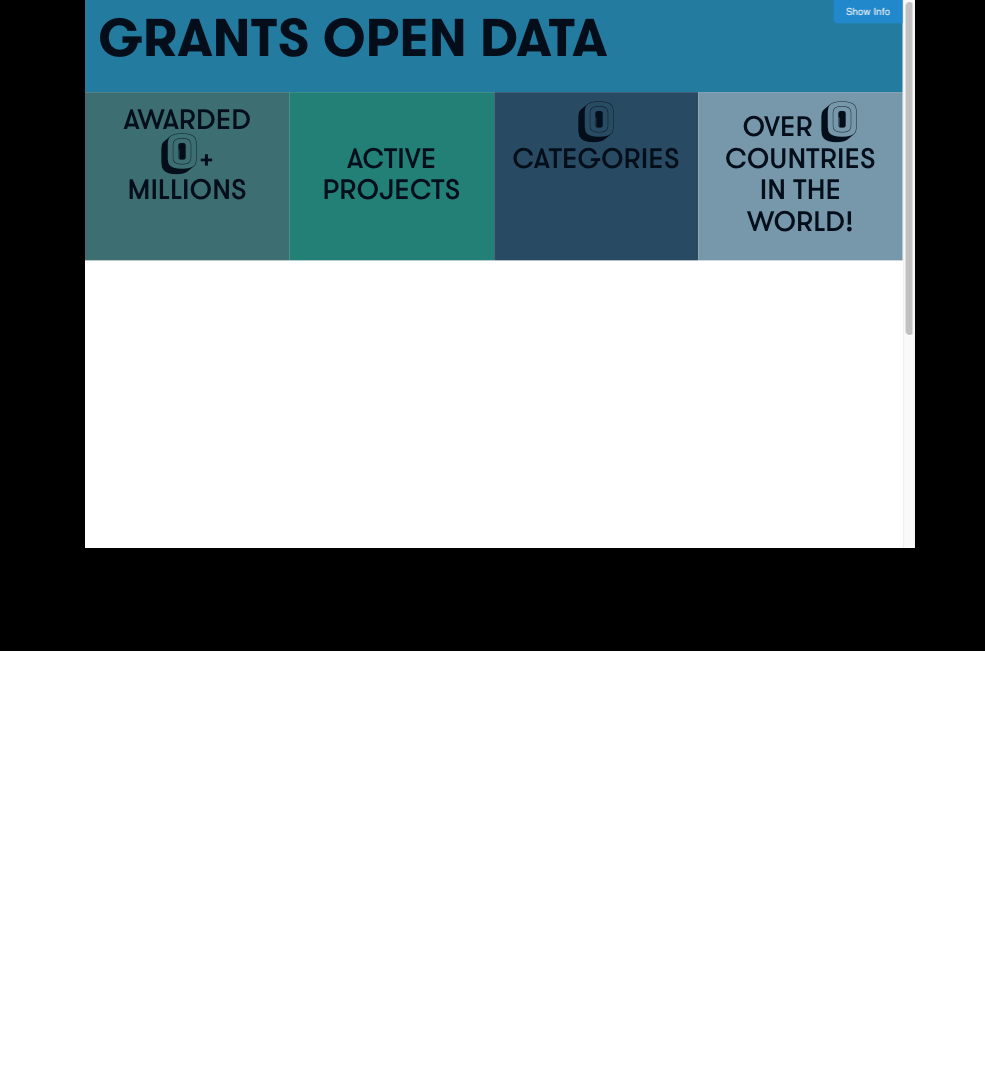 Show Info
GRANTS OPEN DATA
AWARDED
0+
MILLIONS
ACTIVE
PROJECTS
0
CATEGORIES
OVER 0
COUNTRIES
IN THE
WORLD!